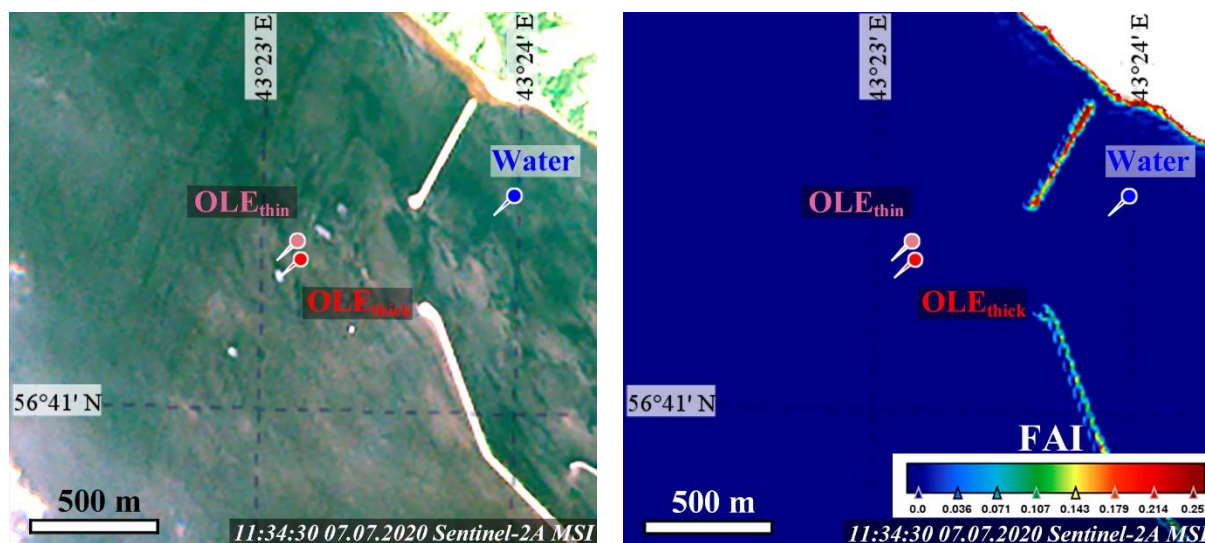 43°23' E
43°24' E
Water
OLEthin
OLEthick
56°41' N
500 m
11:34:30 07.07.2020 Sentinel-2A MSI
43°23' E
43°24' E
Water
OLEthin
OLEthick
56°41' N
FAI
0.0 0.036 0.071 0.107 0.143 0.179 0.214 0.25
500 m
11:34:30 07.07.2020 Sentinel-2A MSI